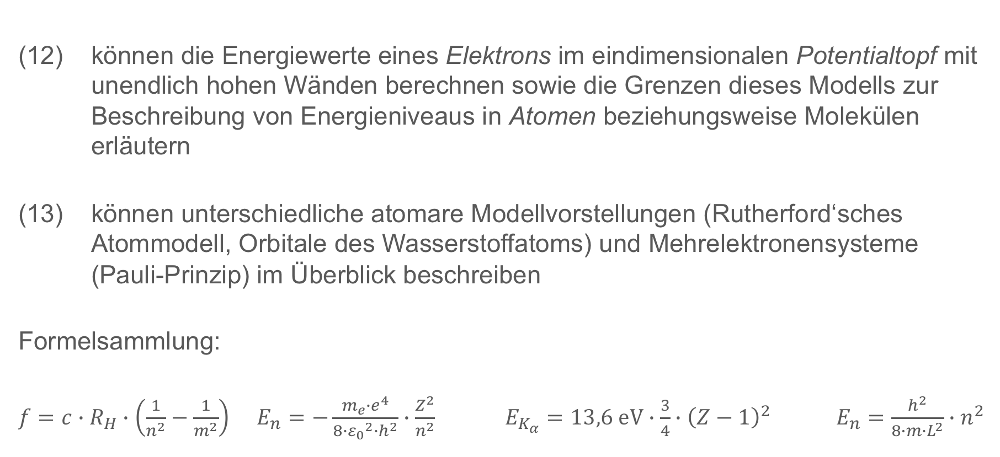 (12) können die Energiewerte eines Elektrons im eindimensionalen Potentialtopf mit
unendlich hohen Wänden berechnen sowie die Grenzen dieses Modells zur
Beschreibung von Energieniveaus in Atomen beziehungsweise Molekülen
erläutern
(13) können unterschiedliche atomare Modellvorstellungen (Rutherford‘sches
Atommodell, Orbitale des Wasserstoffatoms) und Mehrelektronensysteme
(Pauli-Prinzip) im Überblick beschreiben
Formelsammlung:
$f = c \cdot R_H \cdot \left(\frac{1}{n^2} - \frac{1}{m^2}\right)$ $E_n = -\frac{m_e \cdot e^4}{8 \cdot \varepsilon_0{}^2 \cdot h^2} \cdot \frac{Z^2}{n^2}$ $E_{K_\alpha} = 13,6 \text{ eV} \cdot \frac{3}{4} \cdot (Z - 1)^2$ $E_n = \frac{h^2}{8 \cdot m \cdot L^2} \cdot n^2$